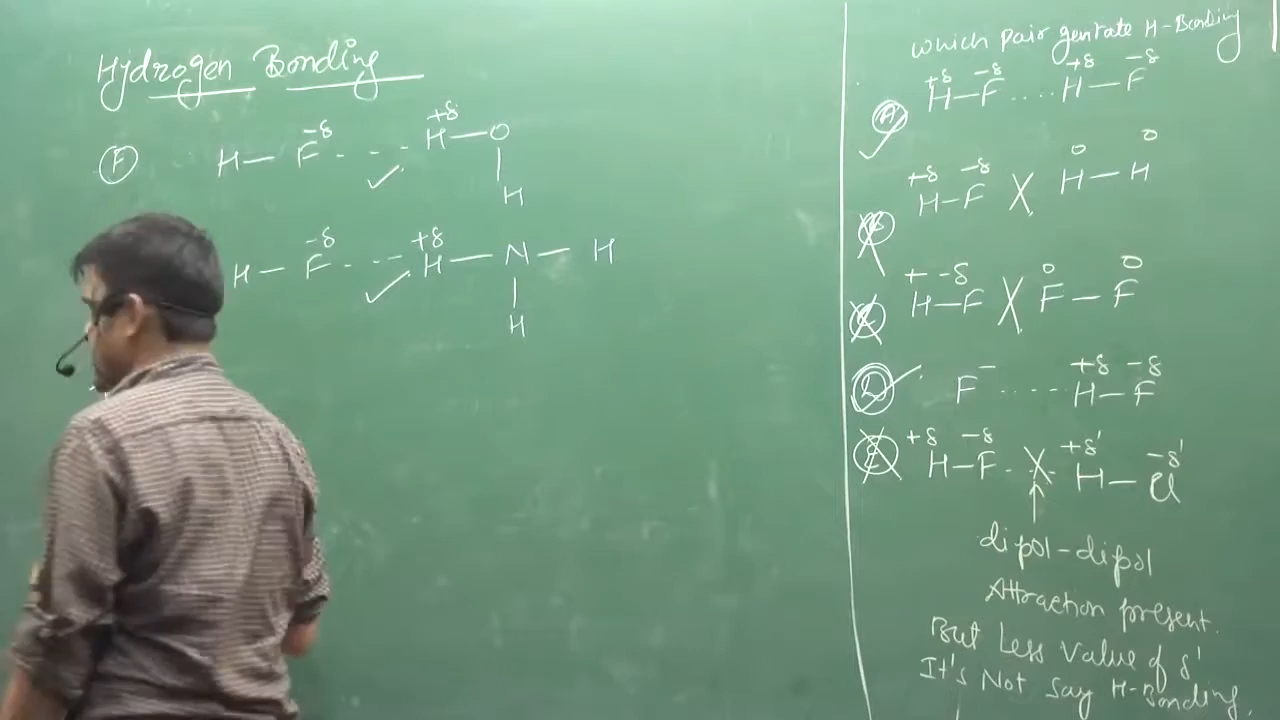 Hydrogen Bonding
+δ
-δ
(F) H—F - - - H—O
H
-δ +δ
H—F - - - H—N—H
H
which pair genrate H-Bonding
+δ -δ +δ -δ
(A) H—F .... H—F
+δ -δ o o
(B) H—F X H—H
+ -δ o o
H—F X F—F
+δ -δ
(D) F⁻ ..... H—F
+δ -δ +δ' -δ'
(E) H—F . X . H—Cl
dipol-dipol
Attraction present.
But Less value of δ'
It's Not say H-Bonding.